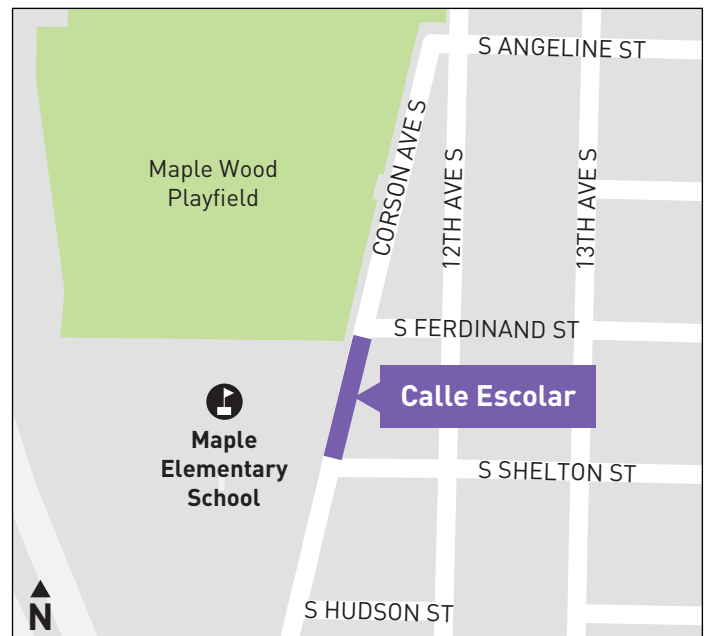 S ANGELINE ST
Maple Wood
Playfield
CORSON AVE S
12TH AVE S
13TH AVE S
S FERDINAND ST
Calle Escolar
Maple
Elementary
School
S SHELTON ST
S HUDSON ST
N